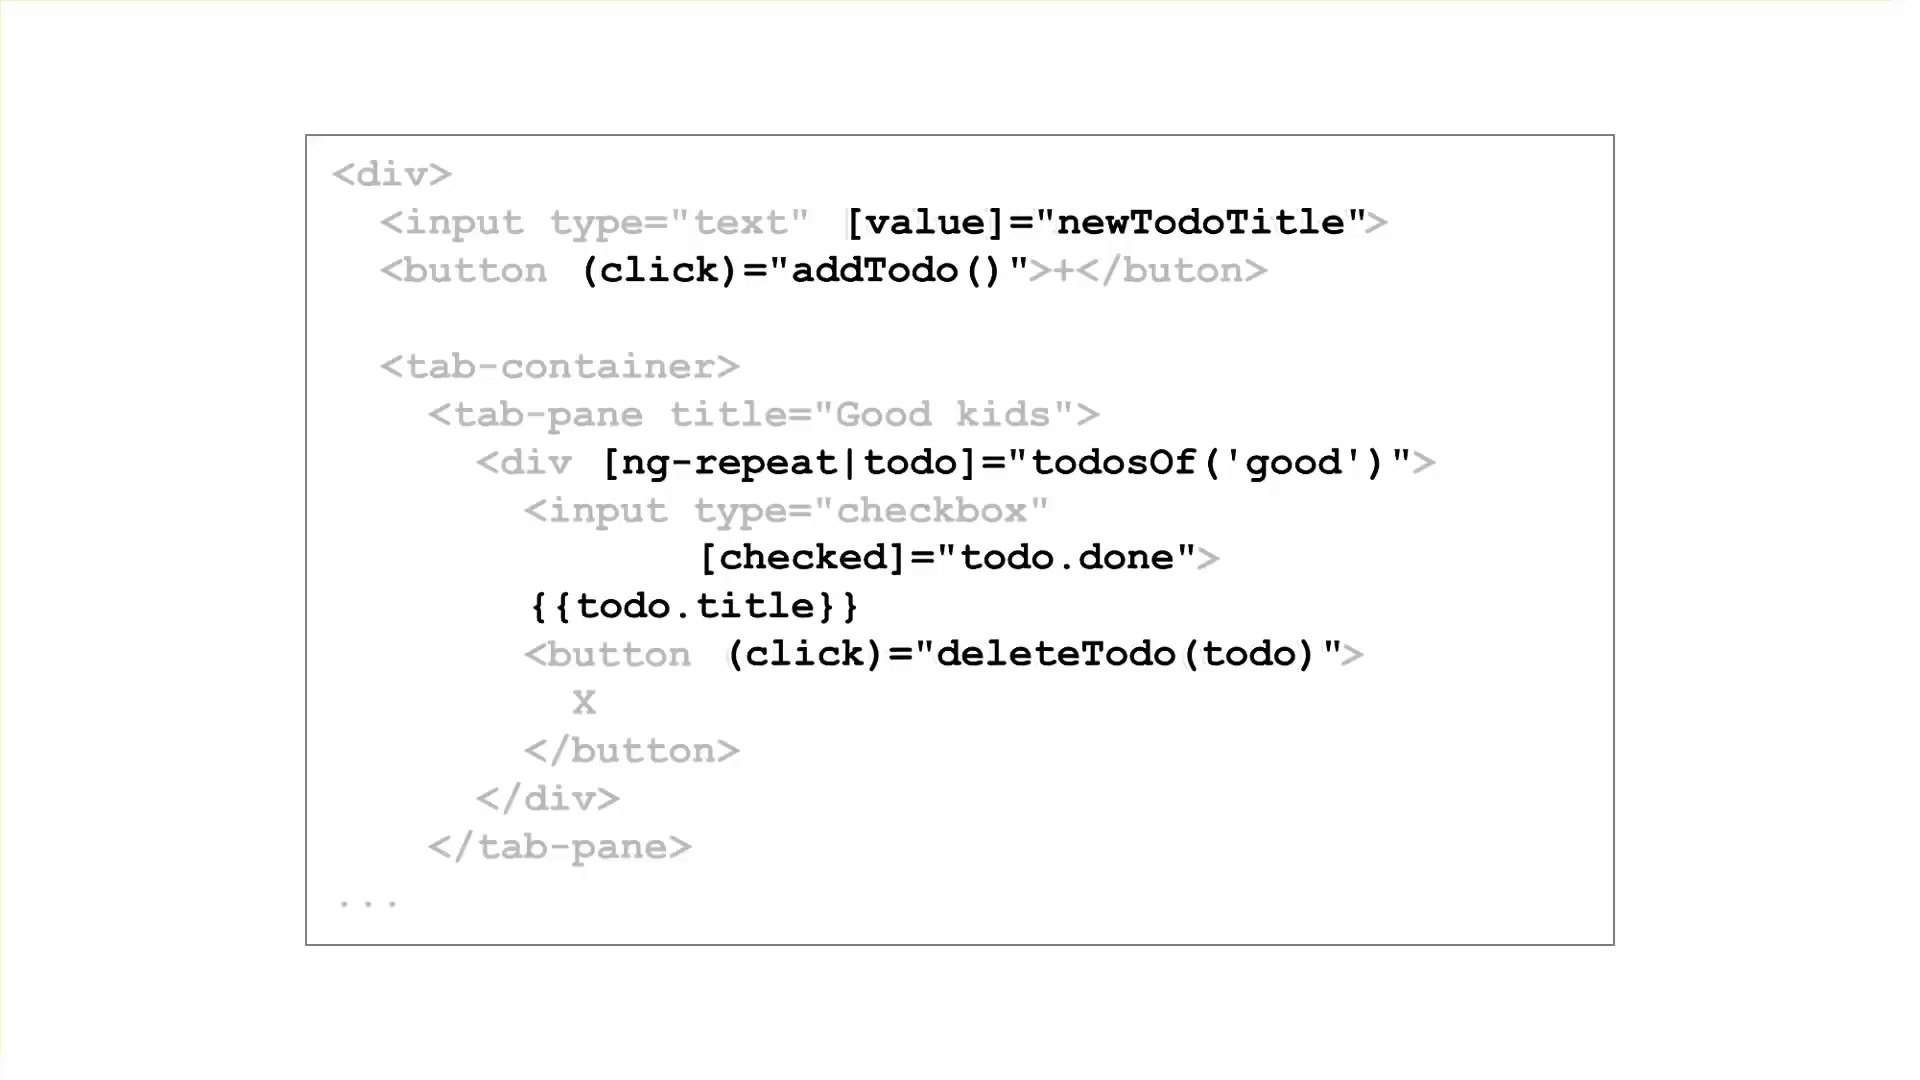 <div>
<input type="text" [value]="newTodoTitle">
<button (click)="addTodo()">+</buton>
<tab-container>
<tab-pane title="Good kids">
<div [ng-repeat|todo]="todosOf('good')">
<input type="checkbox"
[checked]="todo.done">
{{todo.title}}
<button (click)="deleteTodo(todo)">
X
</button>
</div>
</tab-pane>
...